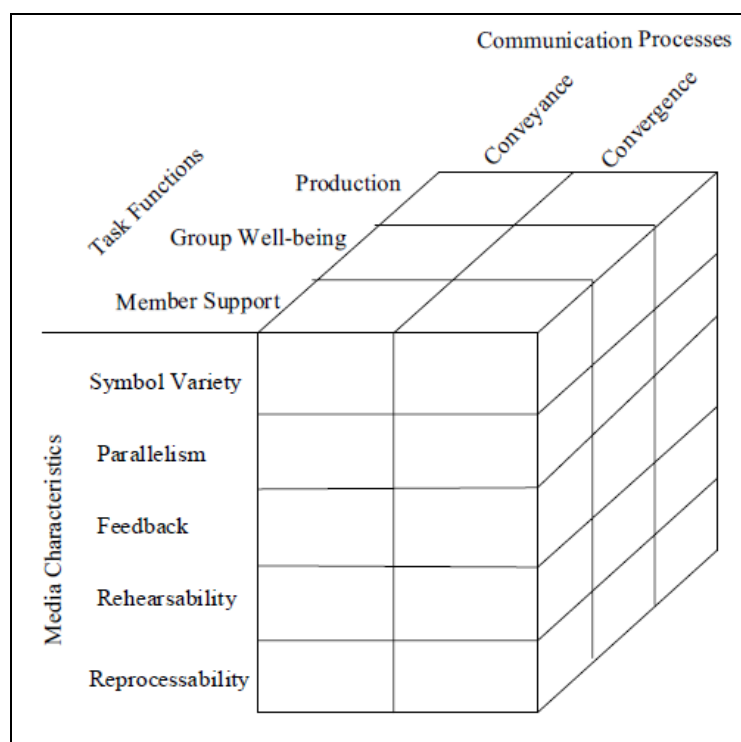 Communication Processes
Conveyance
Convergence
Task Functions
Production
Group Well-being
Member Support
Media Characteristics
Symbol Variety
Parallelism
Feedback
Rehearsability
Reprocessability